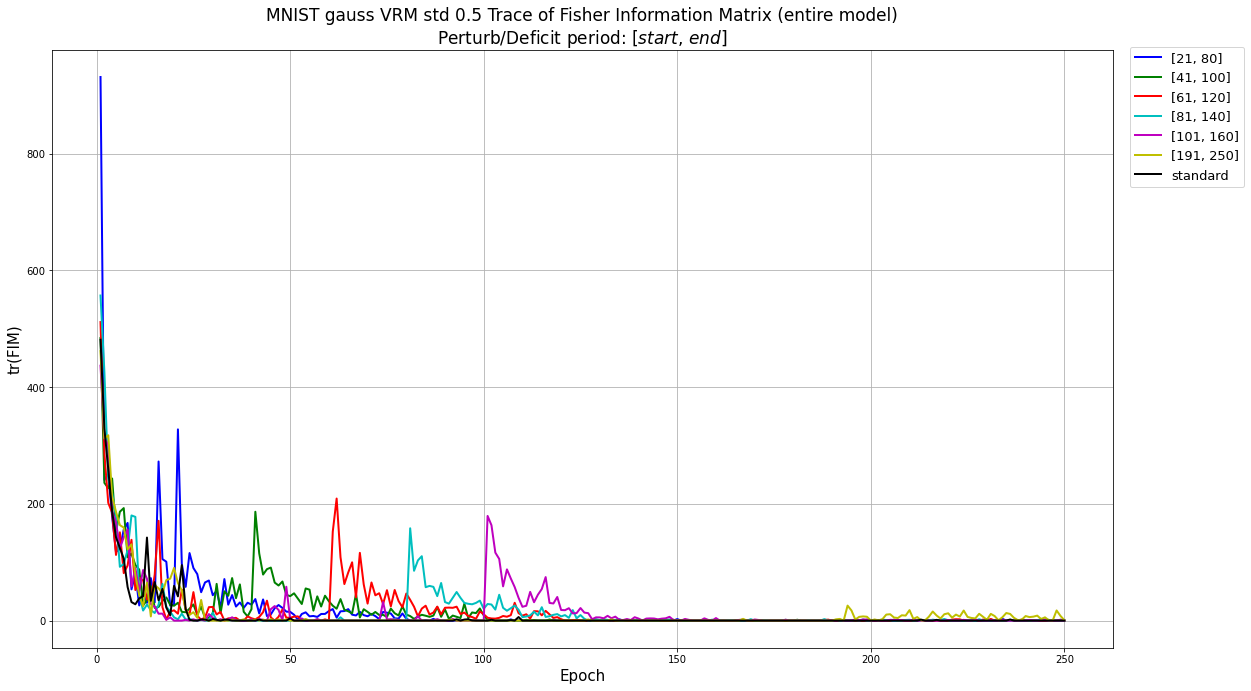 MNIST gauss VRM std 0.5 Trace of Fisher Information Matrix (entire model)
Perturb/Deficit period: [start, end]
[21, 80]
[41, 100]
[61, 120]
[81, 140]
[101, 160]
[191, 250]
standard
tr(FIM)
800
600
400
200
0
0 50 100 150 200 250
Epoch